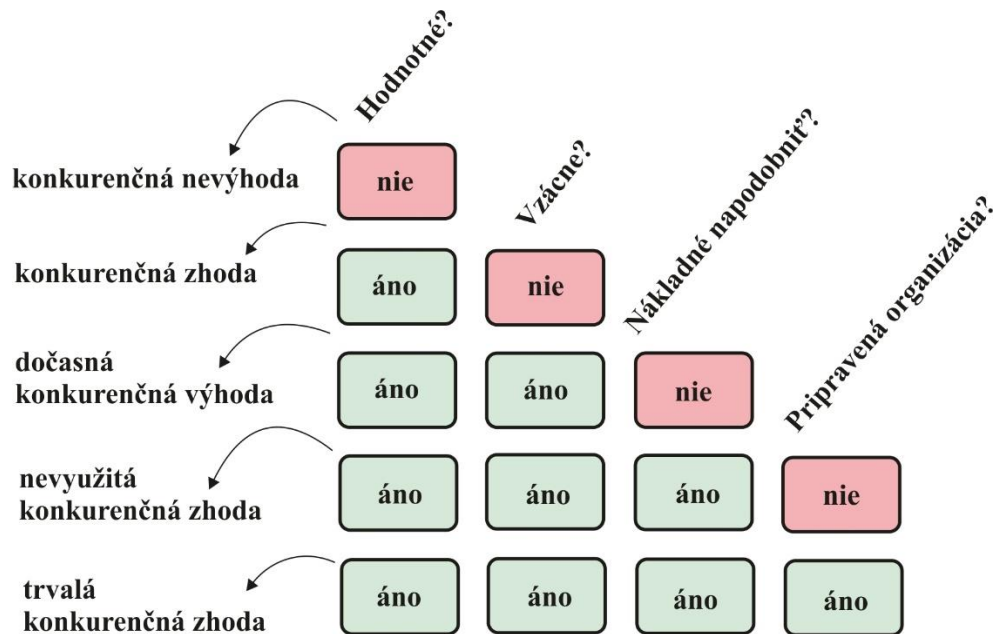 Hodnotné?
Vzácne?
Nákladné napodobniť?
Pripravená organizácia?
konkurenčná nevýhoda
nie
konkurenčná zhoda
áno
nie
dočasná
konkurenčná výhoda
áno
áno
nie
nevyužitá
konkurenčná zhoda
áno
áno
áno
nie
trvalá
konkurenčná zhoda
áno
áno
áno
áno